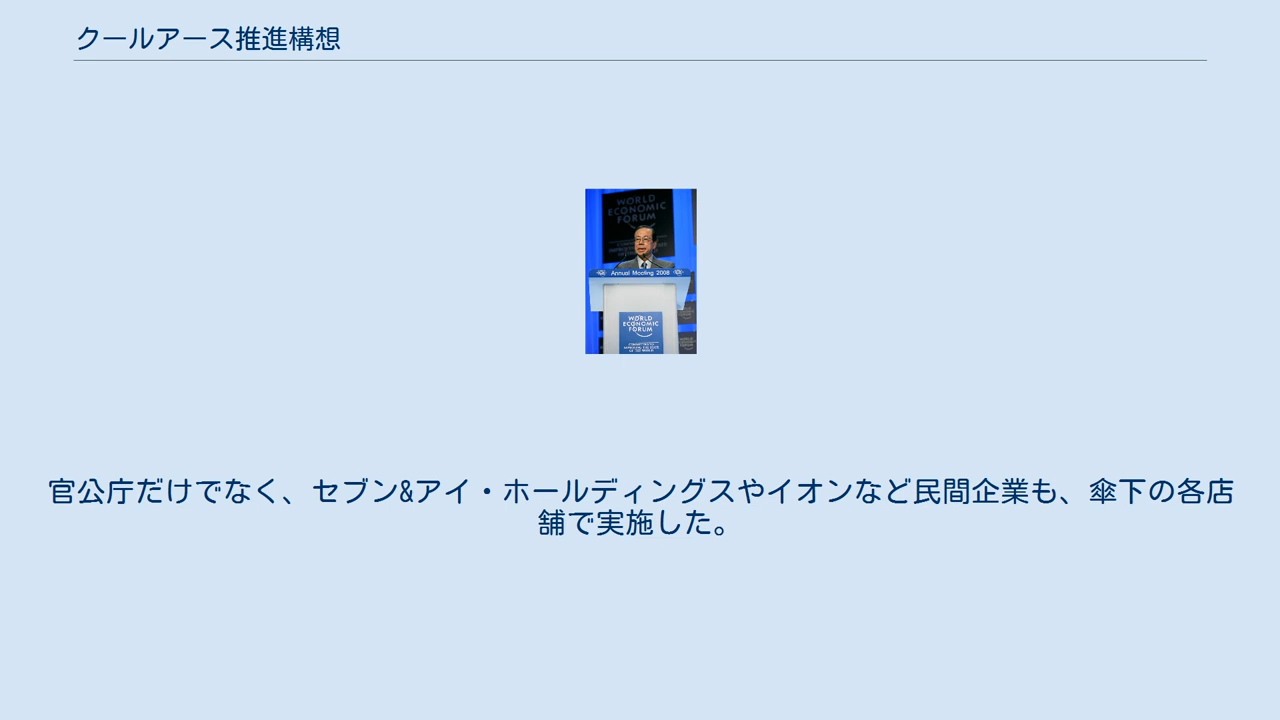 クールアース推進構想
WORLD
ECONOMIC
FORUM
Annual Meeting 2008
WORLD
ECONOMIC
FORUM
官公庁だけでなく、セブン&アイ・ホールディングスやイオンなど民間企業も、傘下の各店
舗で実施した。